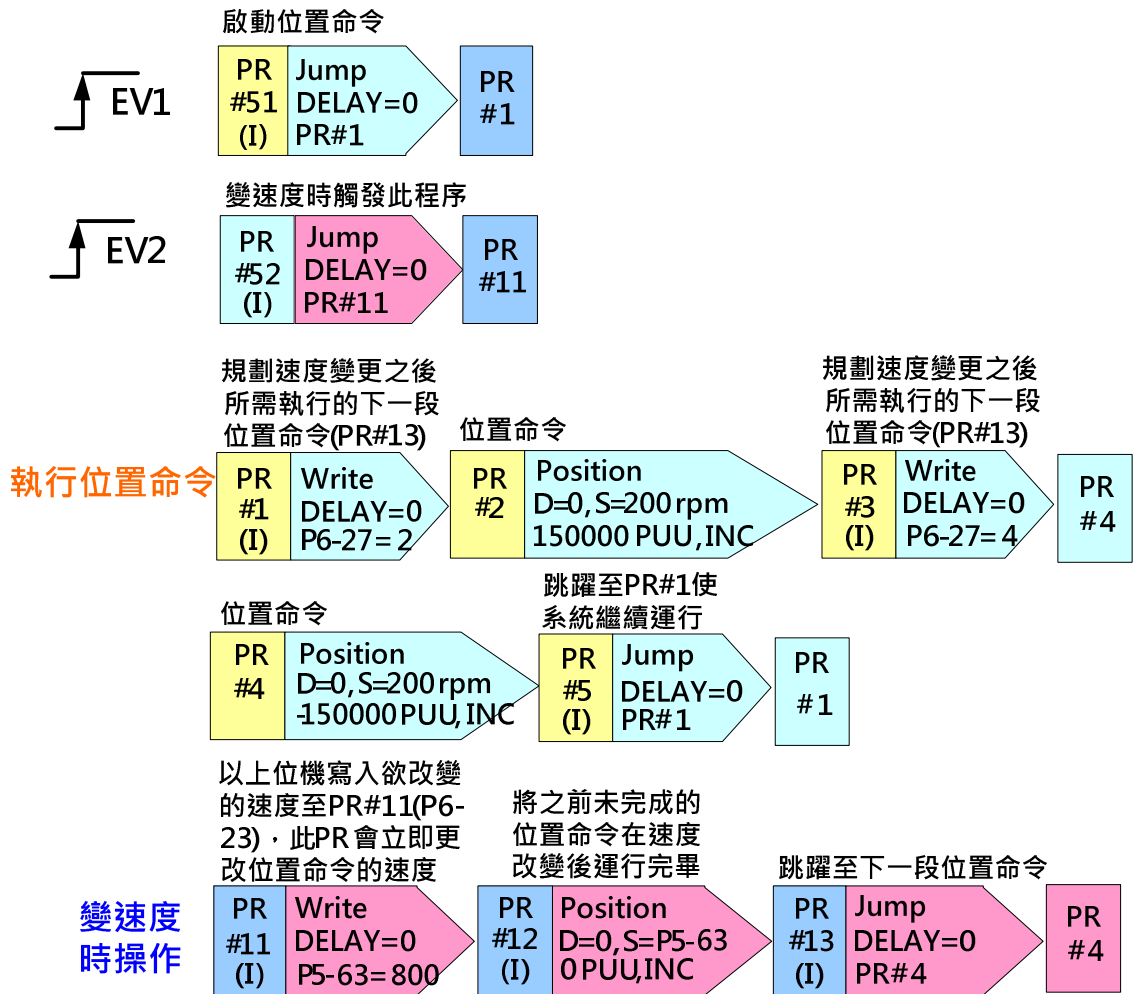 啟動位置命令
EV1
PR
#51
(I)
Jump
DELAY=0
PR#1
PR
#1
變速度時觸發此程序
EV2
PR
#52
(I)
Jump
DELAY=0
PR#11
PR
#11
規劃速度變更之後
所需執行的下一段
位置命令(PR#13)
位置命令
規劃速度變更之後
所需執行的下一段
位置命令(PR#13)
執行位置命令
PR
#1
(I)
Write
DELAY=0
P6-27=2
PR
#2
Position
D=0,S=200 rpm
150000 PUU,INC
PR
#3
(I)
Write
DELAY=0
P6-27=4
PR
#4
位置命令
跳躍至PR#1使
系統繼續運行
PR
#4
Position
D=0,S=200 rpm
-150000 PUU,INC
PR
#5
(I)
Jump
DELAY=0
PR#1
PR
#1
以上位機寫入欲改變
的速度至PR#11(P6-
23)，此PR會立即更
改位置命令的速度
將之前未完成的
位置命令在速度
改變後運行完畢
跳躍至下一段位置命令
變速度
時操作
PR
#11
(I)
Write
DELAY=0
P5-63=800
PR
#12
(I)
Position
D=0,S=P5-63
0 PUU,INC
PR
#13
(I)
Jump
DELAY=0
PR#4
PR
#4